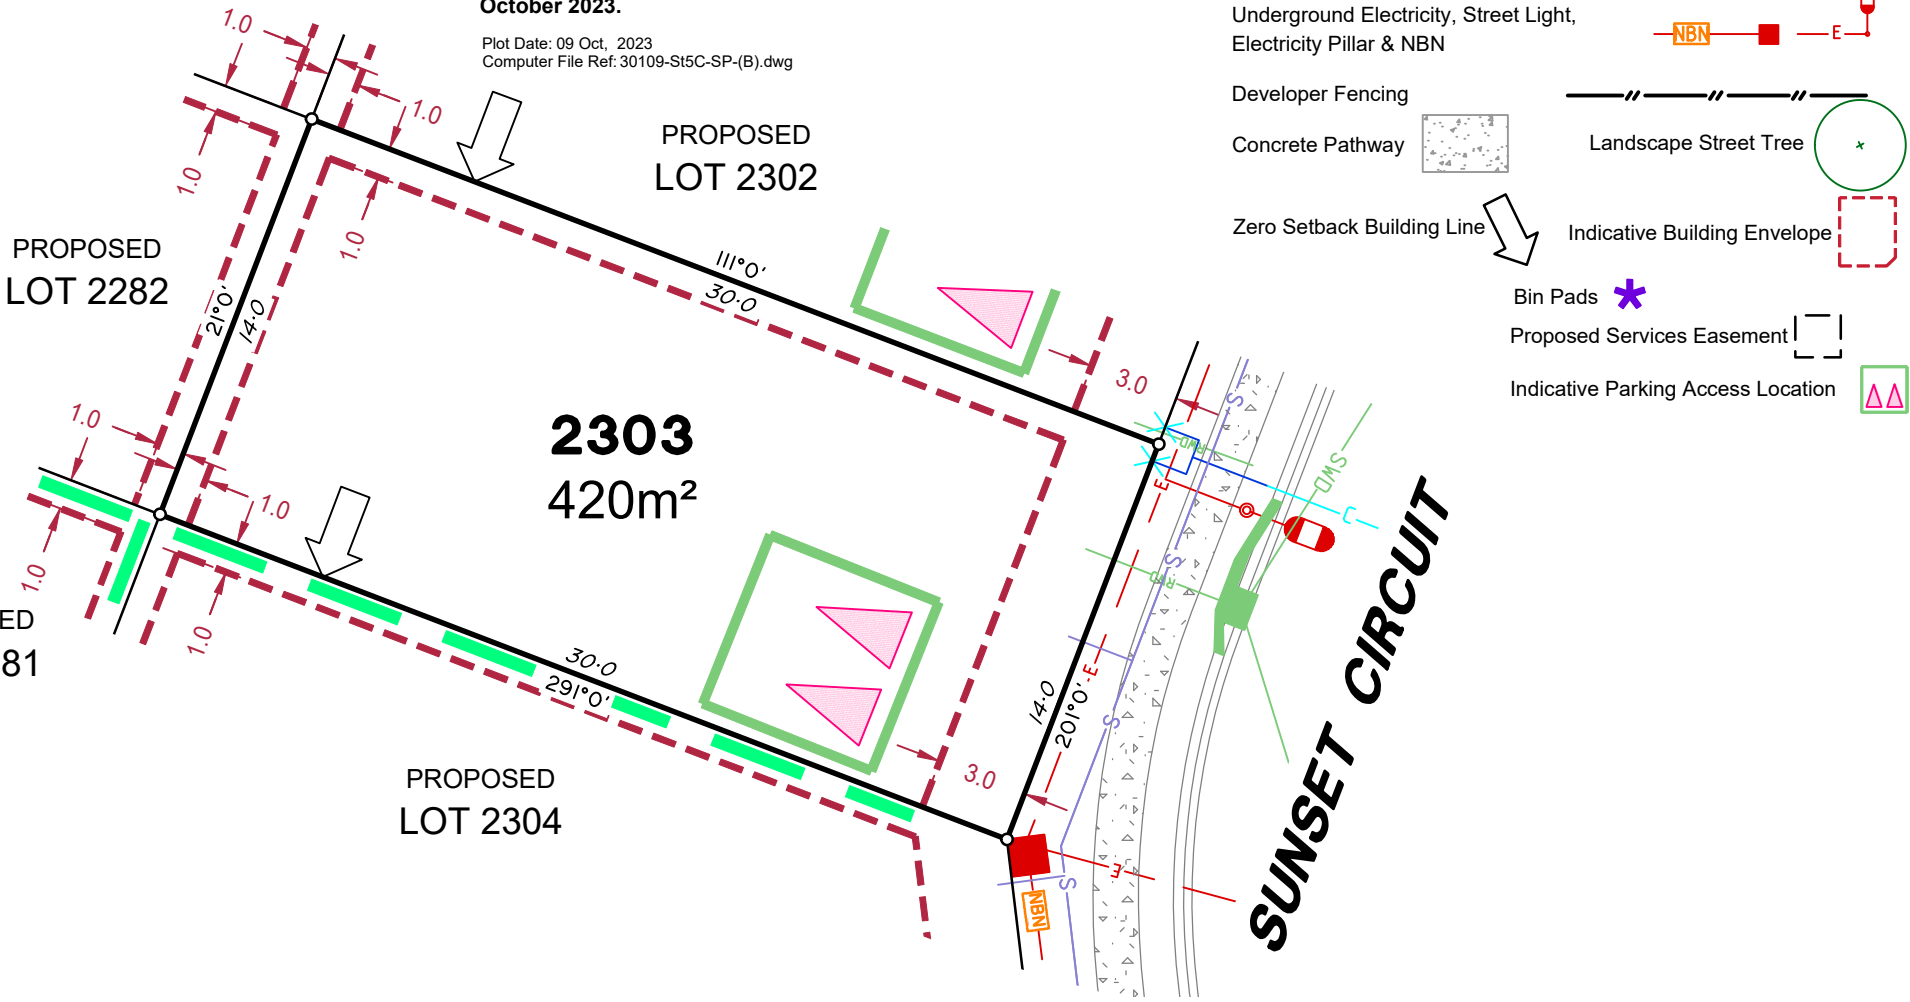 October 2023.
Plot Date: 09 Oct, 2023
Computer File Ref: 30109-St5C-SP-(B).dwg
Underground Electricity, Street Light,
Electricity Pillar & NBN
NBN
E
Developer Fencing
Concrete Pathway
Landscape Street Tree
Zero Setback Building Line
Indicative Building Envelope
Bin Pads
Proposed Services Easement
Indicative Parking Access Location
1.0
1.0
1.0
1.0
PROPOSED
LOT 2302
PROPOSED
LOT 2282
21°0'
14·0
111°0'
30·0
3.0
1.0
1.0
1.0
1.0
2303
420m²
ED
81
30·0
291°0'
PROPOSED
LOT 2304
3.0
14·0
201°0'
E
E
E
S
S
S
S
RWD
RWD
SWD
C
NBN
SUNSET CIRCUIT